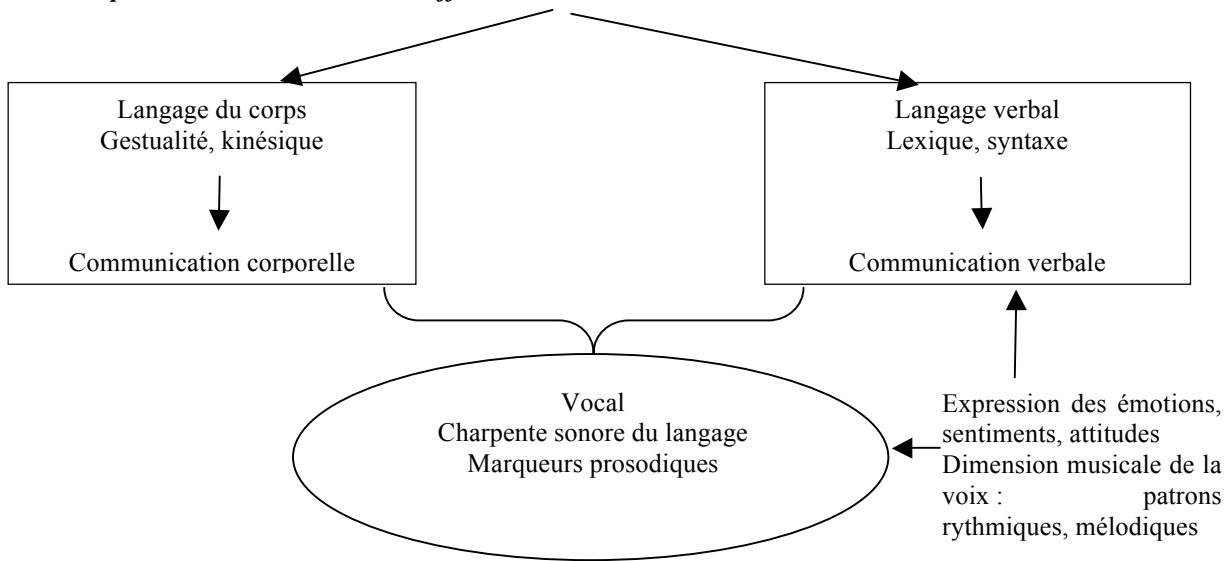 Langage du corps
Gestualité, kinésique
Communication corporelle
Langage verbal
Lexique, syntaxe
Communication verbale
Vocal
Charpente sonore du langage
Marqueurs prosodiques
Expression des émotions,
sentiments, attitudes
Dimension musicale de la
voix : patrons
rythmiques, mélodiques